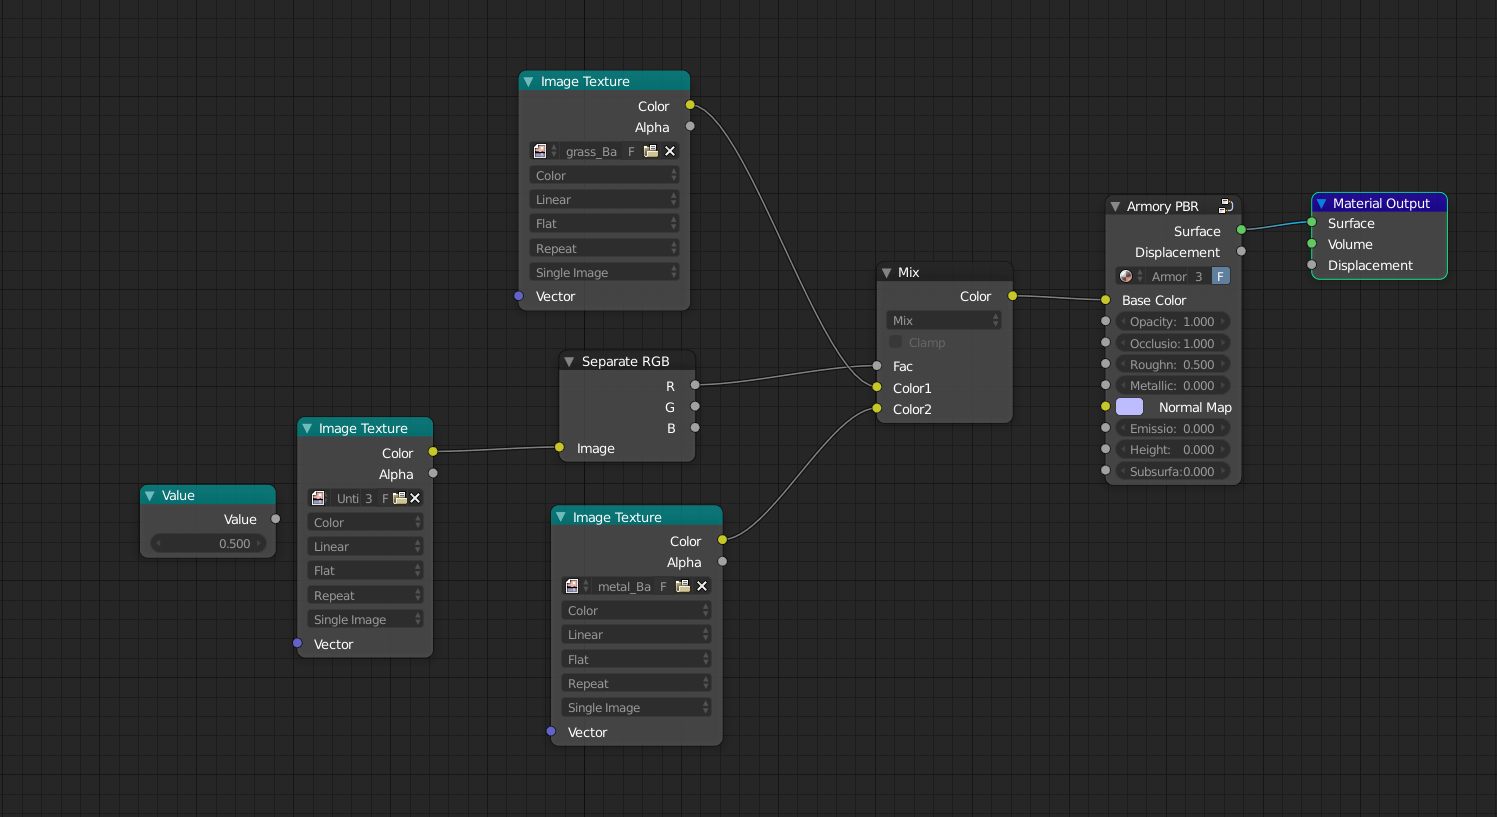 Image Texture
Color
Alpha
grass_Ba F
Color
Linear
Flat
Repeat
Single Image
Vector
Separate RGB
R
G
B
Image
Image Texture
Color
Alpha
Unti 3 F
Color
Linear
Flat
Repeat
Single Image
Vector
Value
Value
0.500
Image Texture
Color
Alpha
metal_Ba F
Color
Linear
Flat
Repeat
Single Image
Vector
Mix
Color
Mix
Clamp
Fac
Color1
Color2
Armory PBR
Surface
Displacement
Armor 3 F
Base Color
Opacity: 1.000
Occlusio: 1.000
Roughn: 0.500
Metallic: 0.000
Normal Map
Emissio: 0.000
Height: 0.000
Subsurfa: 0.000
Material Output
Surface
Volume
Displacement